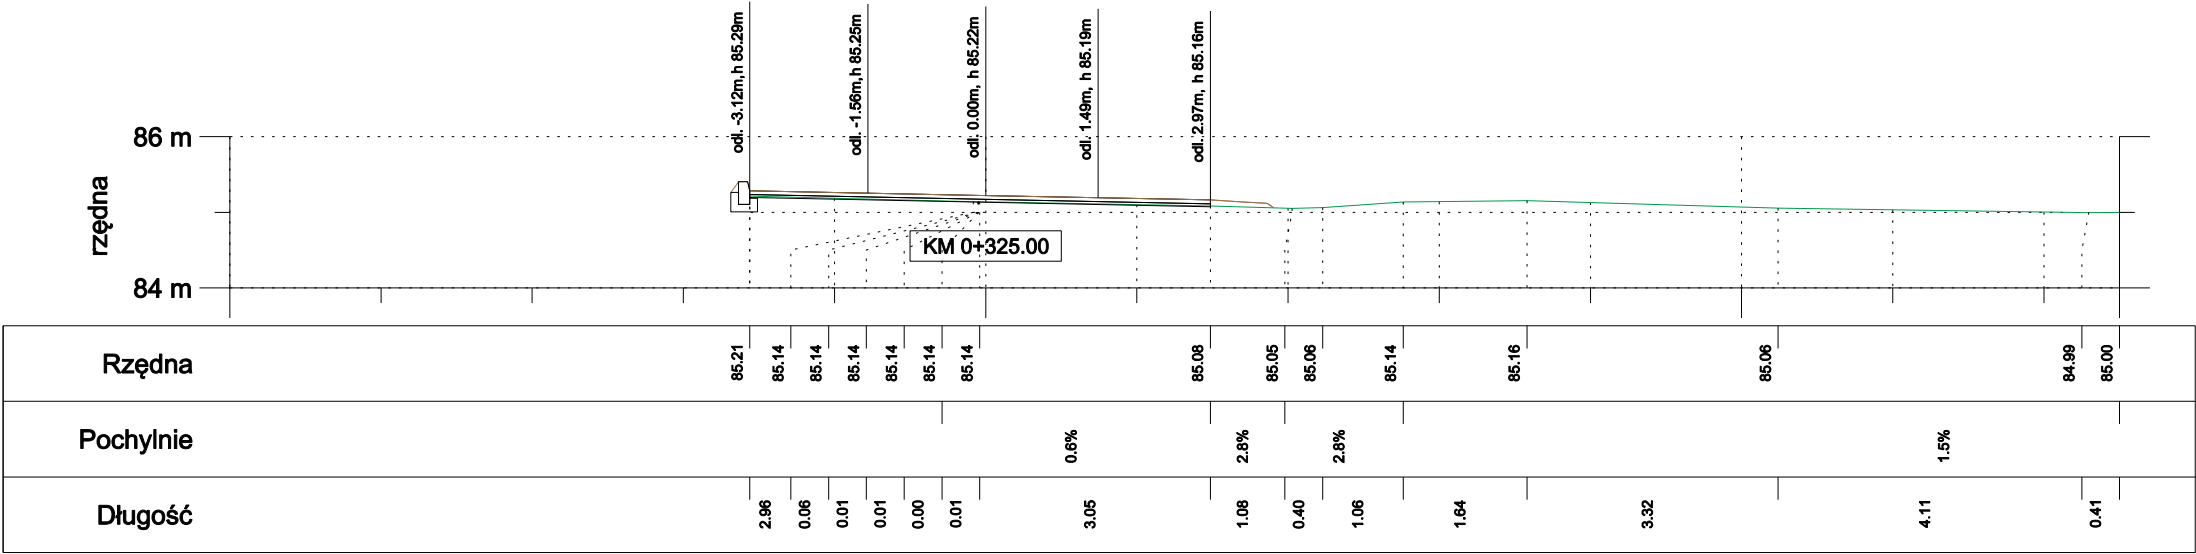 odl. -3.12m,h 85.29m
odl. -1.56m,h 85.25m
odl. 0.00m, h 85.22m
odl. 1.49m, h 85.19m
odl. 2.97m, h 85.16m
86 m
rzędna
KM 0+325.00
84 m
Rzędna 85.21 85.14 85.14 85.14 85.14 85.14 85.14 85.08 85.05 85.06 85.14 85.16 85.06 84.99 85.00
Pochylnie 0.6% 2.8% 2.8% 1.5%
Długość 2.96 0.06 0.01 0.01 0.00 0.01 3.05 1.08 0.40 1.06 1.64 3.32 4.11 0.41